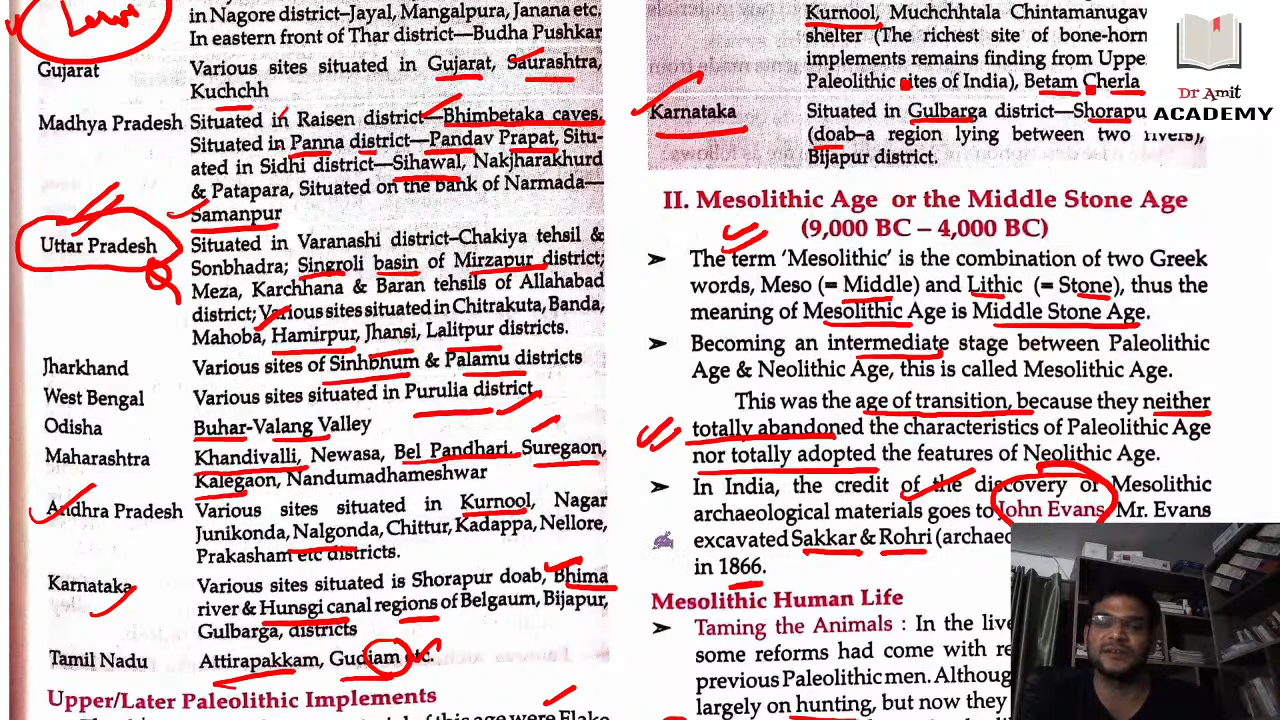 Lower
in Nagore district–Jayal, Mangalpura, Janana etc.
In eastern front of Thar district—Budha Pushkar
Gujarat Various sites situated in Gujarat, Saurashtra,
Kuchchh
Madhya Pradesh Situated in Raisen district—Bhimbetaka caves,
Situated in Panna district–Pandav Prapat, Situ-
ated in Sidhi district—Sihawal, Nakjharakhurd
& Patapara, Situated on the bank of Narmada—
Samanpur
Uttar Pradesh Situated in Varanashi district–Chakiya tehsil &
Sonbhadra; Singroli basin of Mirzapur district;
Meza, Karchhana & Baran tehsils of Allahabad
district; Various sites situated in Chitrakuta, Banda,
Mahoba, Hamirpur, Jhansi, Lalitpur districts.
Jharkhand Various sites of Sinhbhum & Palamu districts
West Bengal Various sites situated in Purulia district
Odisha Buhar-Valang Valley
Maharashtra Khandivalli, Newasa, Bel Pandhari, Suregaon,
Kalegaon, Nandumadhameshwar
Andhra Pradesh Various sites situated in Kurnool, Nagar
Junikonda, Nalgonda, Chittur, Kadappa, Nellore,
Prakasham etc districts.
Karnataka Various sites situated is Shorapur doab, Bhima
river & Hunsgi canal regions of Belgaum, Bijapur,
Gulbarga, districts
Tamil Nadu Attirapakkam, Gudiam etc.
Upper/Later Paleolithic Implements
of this age were Flake
Kurnool, Muchchhtala Chintamanugav
shelter (The richest site of bone-horn
implements remains finding from Uppe
Paleolithic sites of India), Betam Cherla
Karnataka Situated in Gulbarga district—Shorapu
(doab–a region lying between two rivers),
Bijapur district.
Dr Amit
ACADEMY
II. Mesolithic Age or the Middle Stone Age
(9,000 BC – 4,000 BC)
➤ The term ‘Mesolithic’ is the combination of two Greek
words, Meso (= Middle) and Lithic (= Stone), thus the
meaning of Mesolithic Age is Middle Stone Age.
➤ Becoming an intermediate stage between Paleolithic
Age & Neolithic Age, this is called Mesolithic Age.
This was the age of transition, because they neither
totally abandoned the characteristics of Paleolithic Age
nor totally adopted the features of Neolithic Age.
➤ In India, the credit of the discovery of Mesolithic
archaeological materials goes to John Evans. Mr. Evans
excavated Sakkar & Rohri (archaeo
in 1866.
Mesolithic Human Life
➤ Taming the Animals : In the live
some reforms had come with re
previous Paleolithic men. Althoug
largely on hunting, but now they